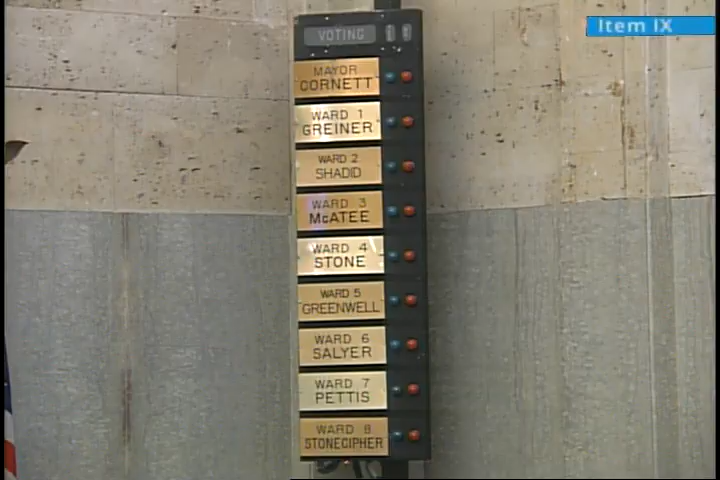 Item IX
VOTING
MAYOR
CORNETT
WARD 1
GREINER
WARD 2
SHADID
WARD 3
McATEE
WARD 4
STONE
WARD 5
GREENWELL
WARD 6
SALYER
WARD 7
PETTIS
WARD 8
STONECIPHER